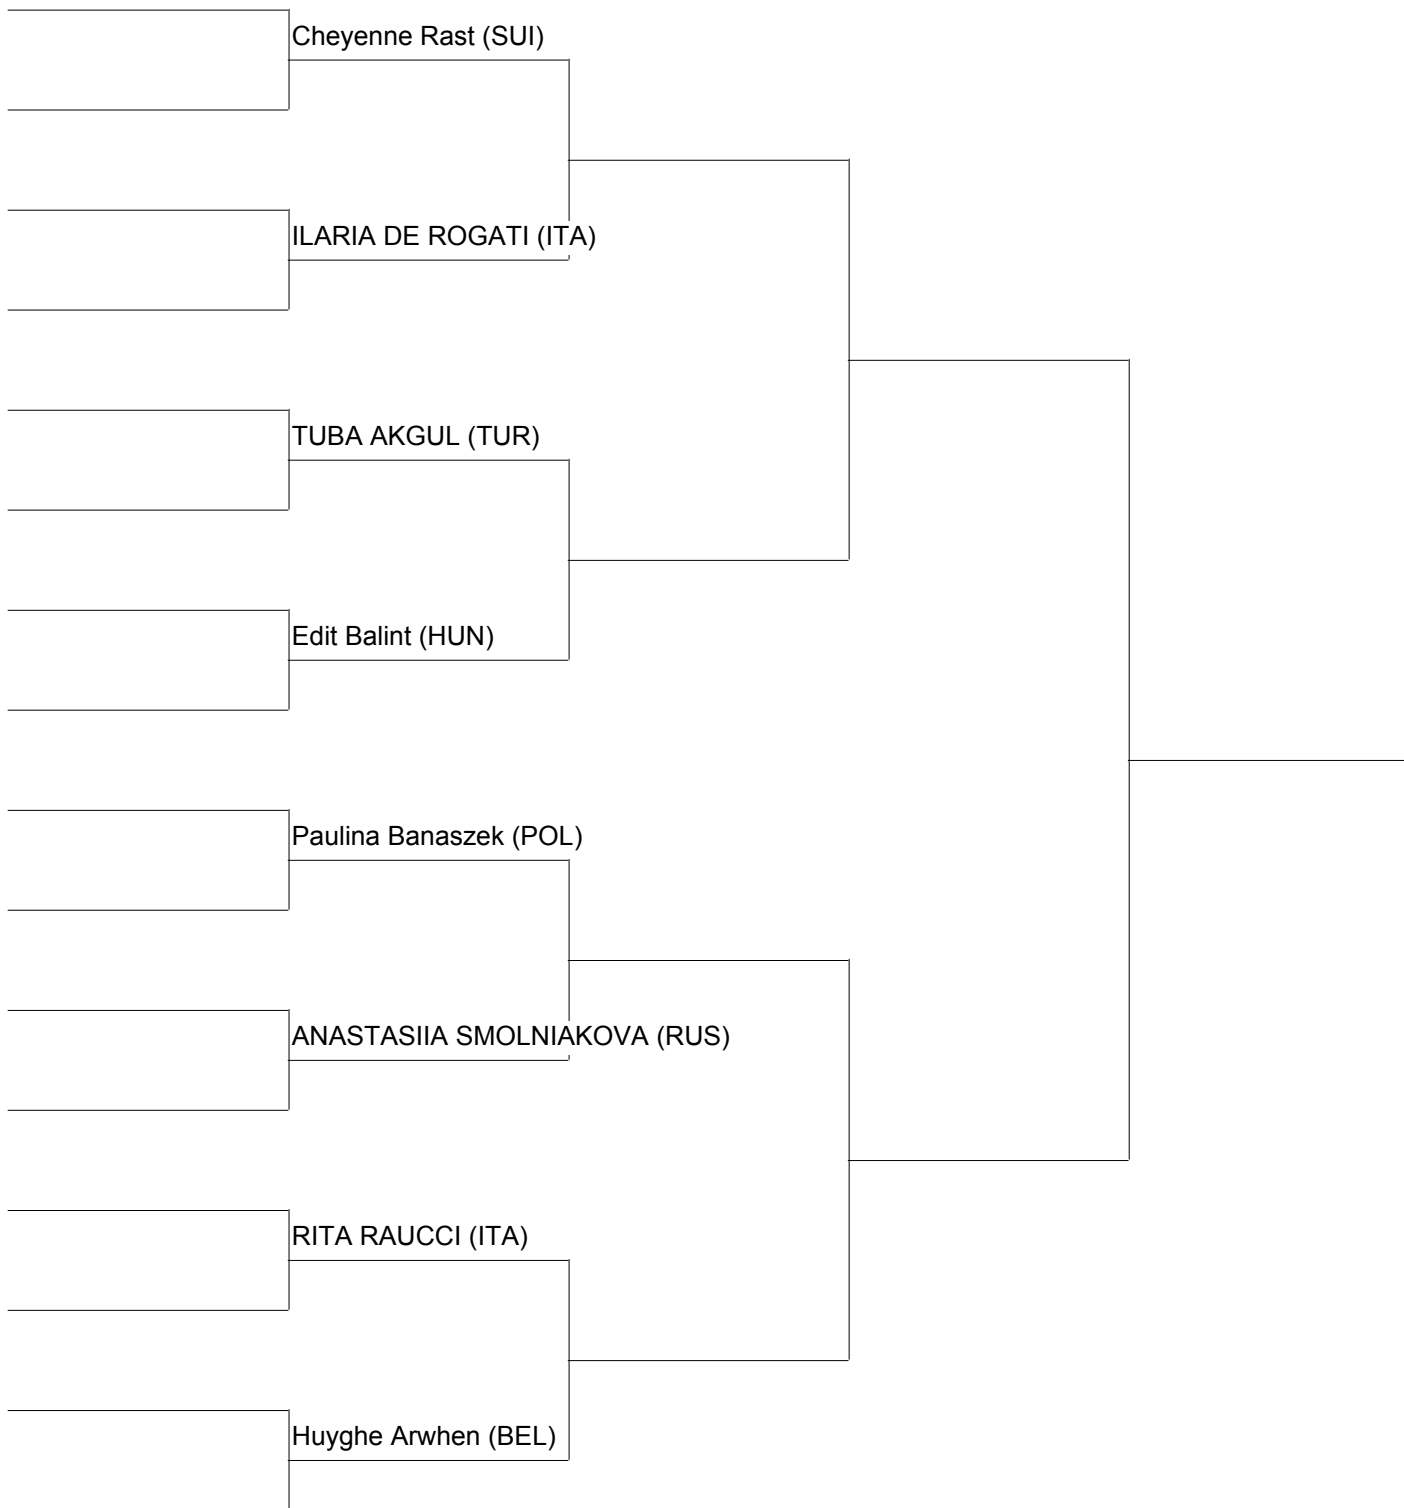 Cheyenne Rast (SUI)
ILARIA DE ROGATI (ITA)
TUBA AKGUL (TUR)
Edit Balint (HUN)
Paulina Banaszek (POL)
ANASTASIIA SMOLNIAKOVA (RUS)
RITA RAUCCI (ITA)
Huyghe Arwhen (BEL)